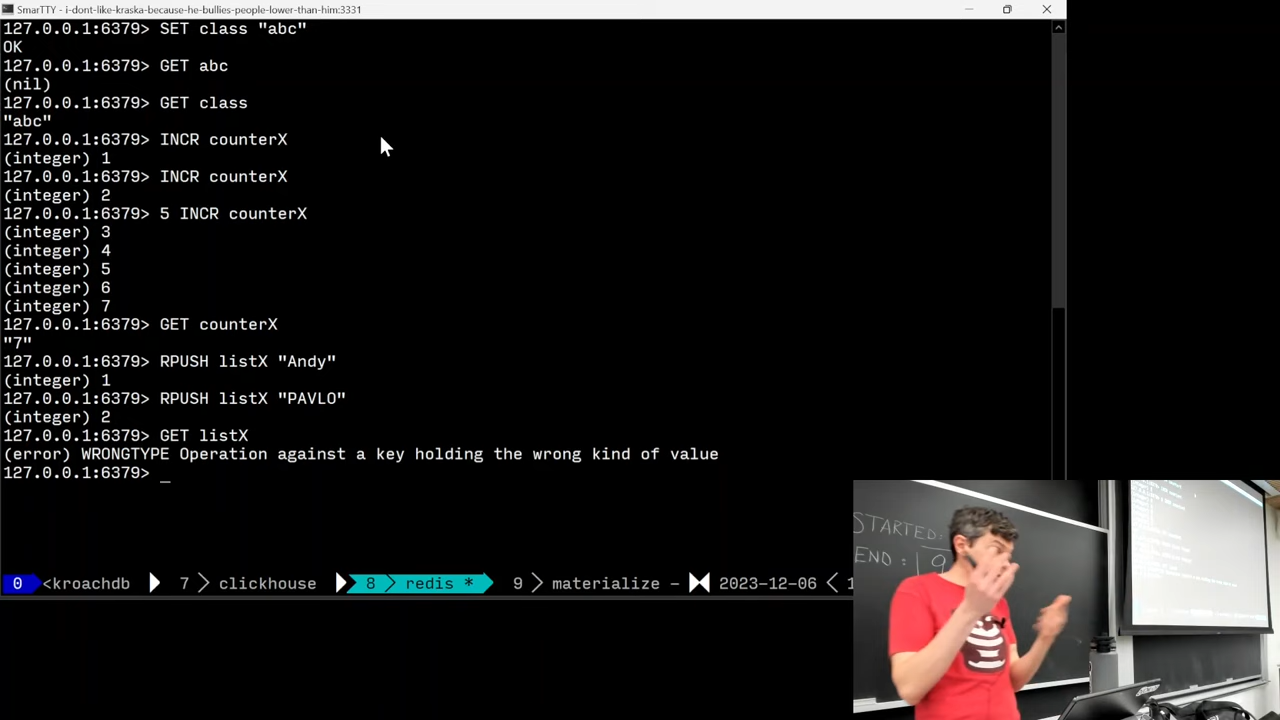 SmarTTY - i-dont-like-kraska-because-he-bullies-people-lower-than-him:3331
127.0.0.1:6379> SET class "abc"
OK
127.0.0.1:6379> GET abc
(nil)
127.0.0.1:6379> GET class
"abc"
127.0.0.1:6379> INCR counterX
(integer) 1
127.0.0.1:6379> INCR counterX
(integer) 2
127.0.0.1:6379> 5 INCR counterX
(integer) 3
(integer) 4
(integer) 5
(integer) 6
(integer) 7
127.0.0.1:6379> GET counterX
"7"
127.0.0.1:6379> RPUSH listX "Andy"
(integer) 1
127.0.0.1:6379> RPUSH listX "PAVLO"
(integer) 2
127.0.0.1:6379> GET listX
(error) WRONGTYPE Operation against a key holding the wrong kind of value
127.0.0.1:6379> _
0 <kroachdb 7 > clickhouse 8 > redis * 9 > materialize - 2023-12-06 < 1
STARTED:
END: 19